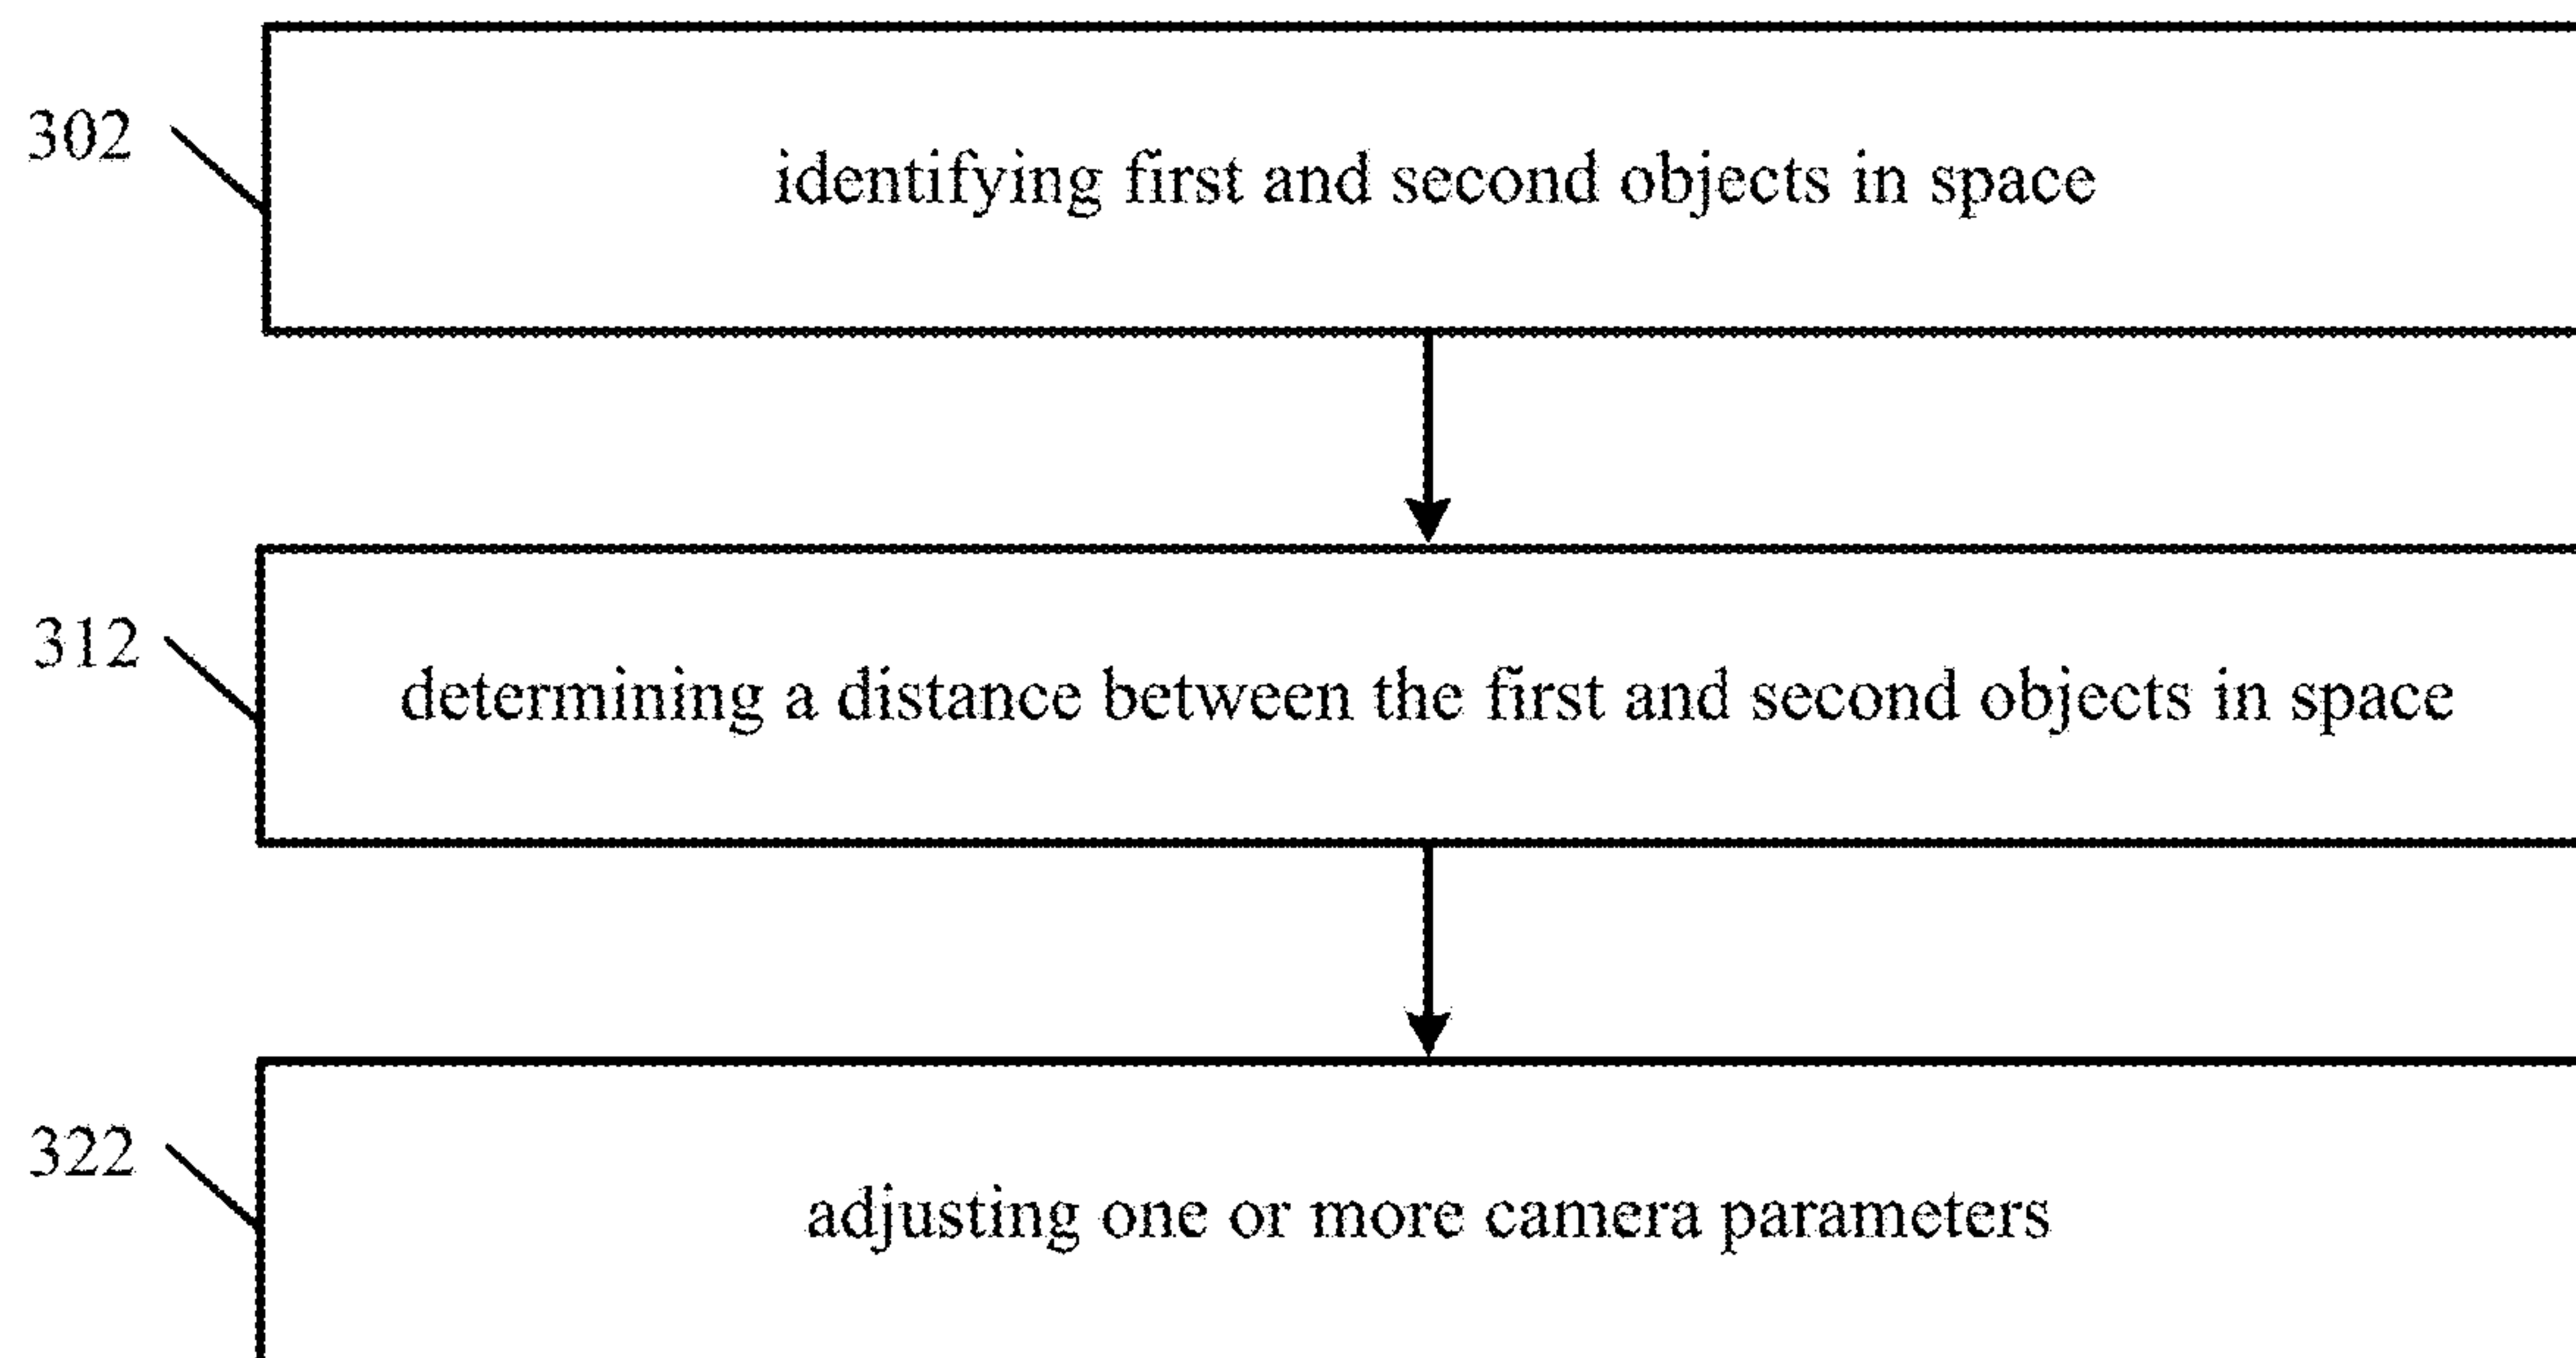 302
identifying first and second objects in space
312
determining a distance between the first and second objects in space
322
adjusting one or more camera parameters